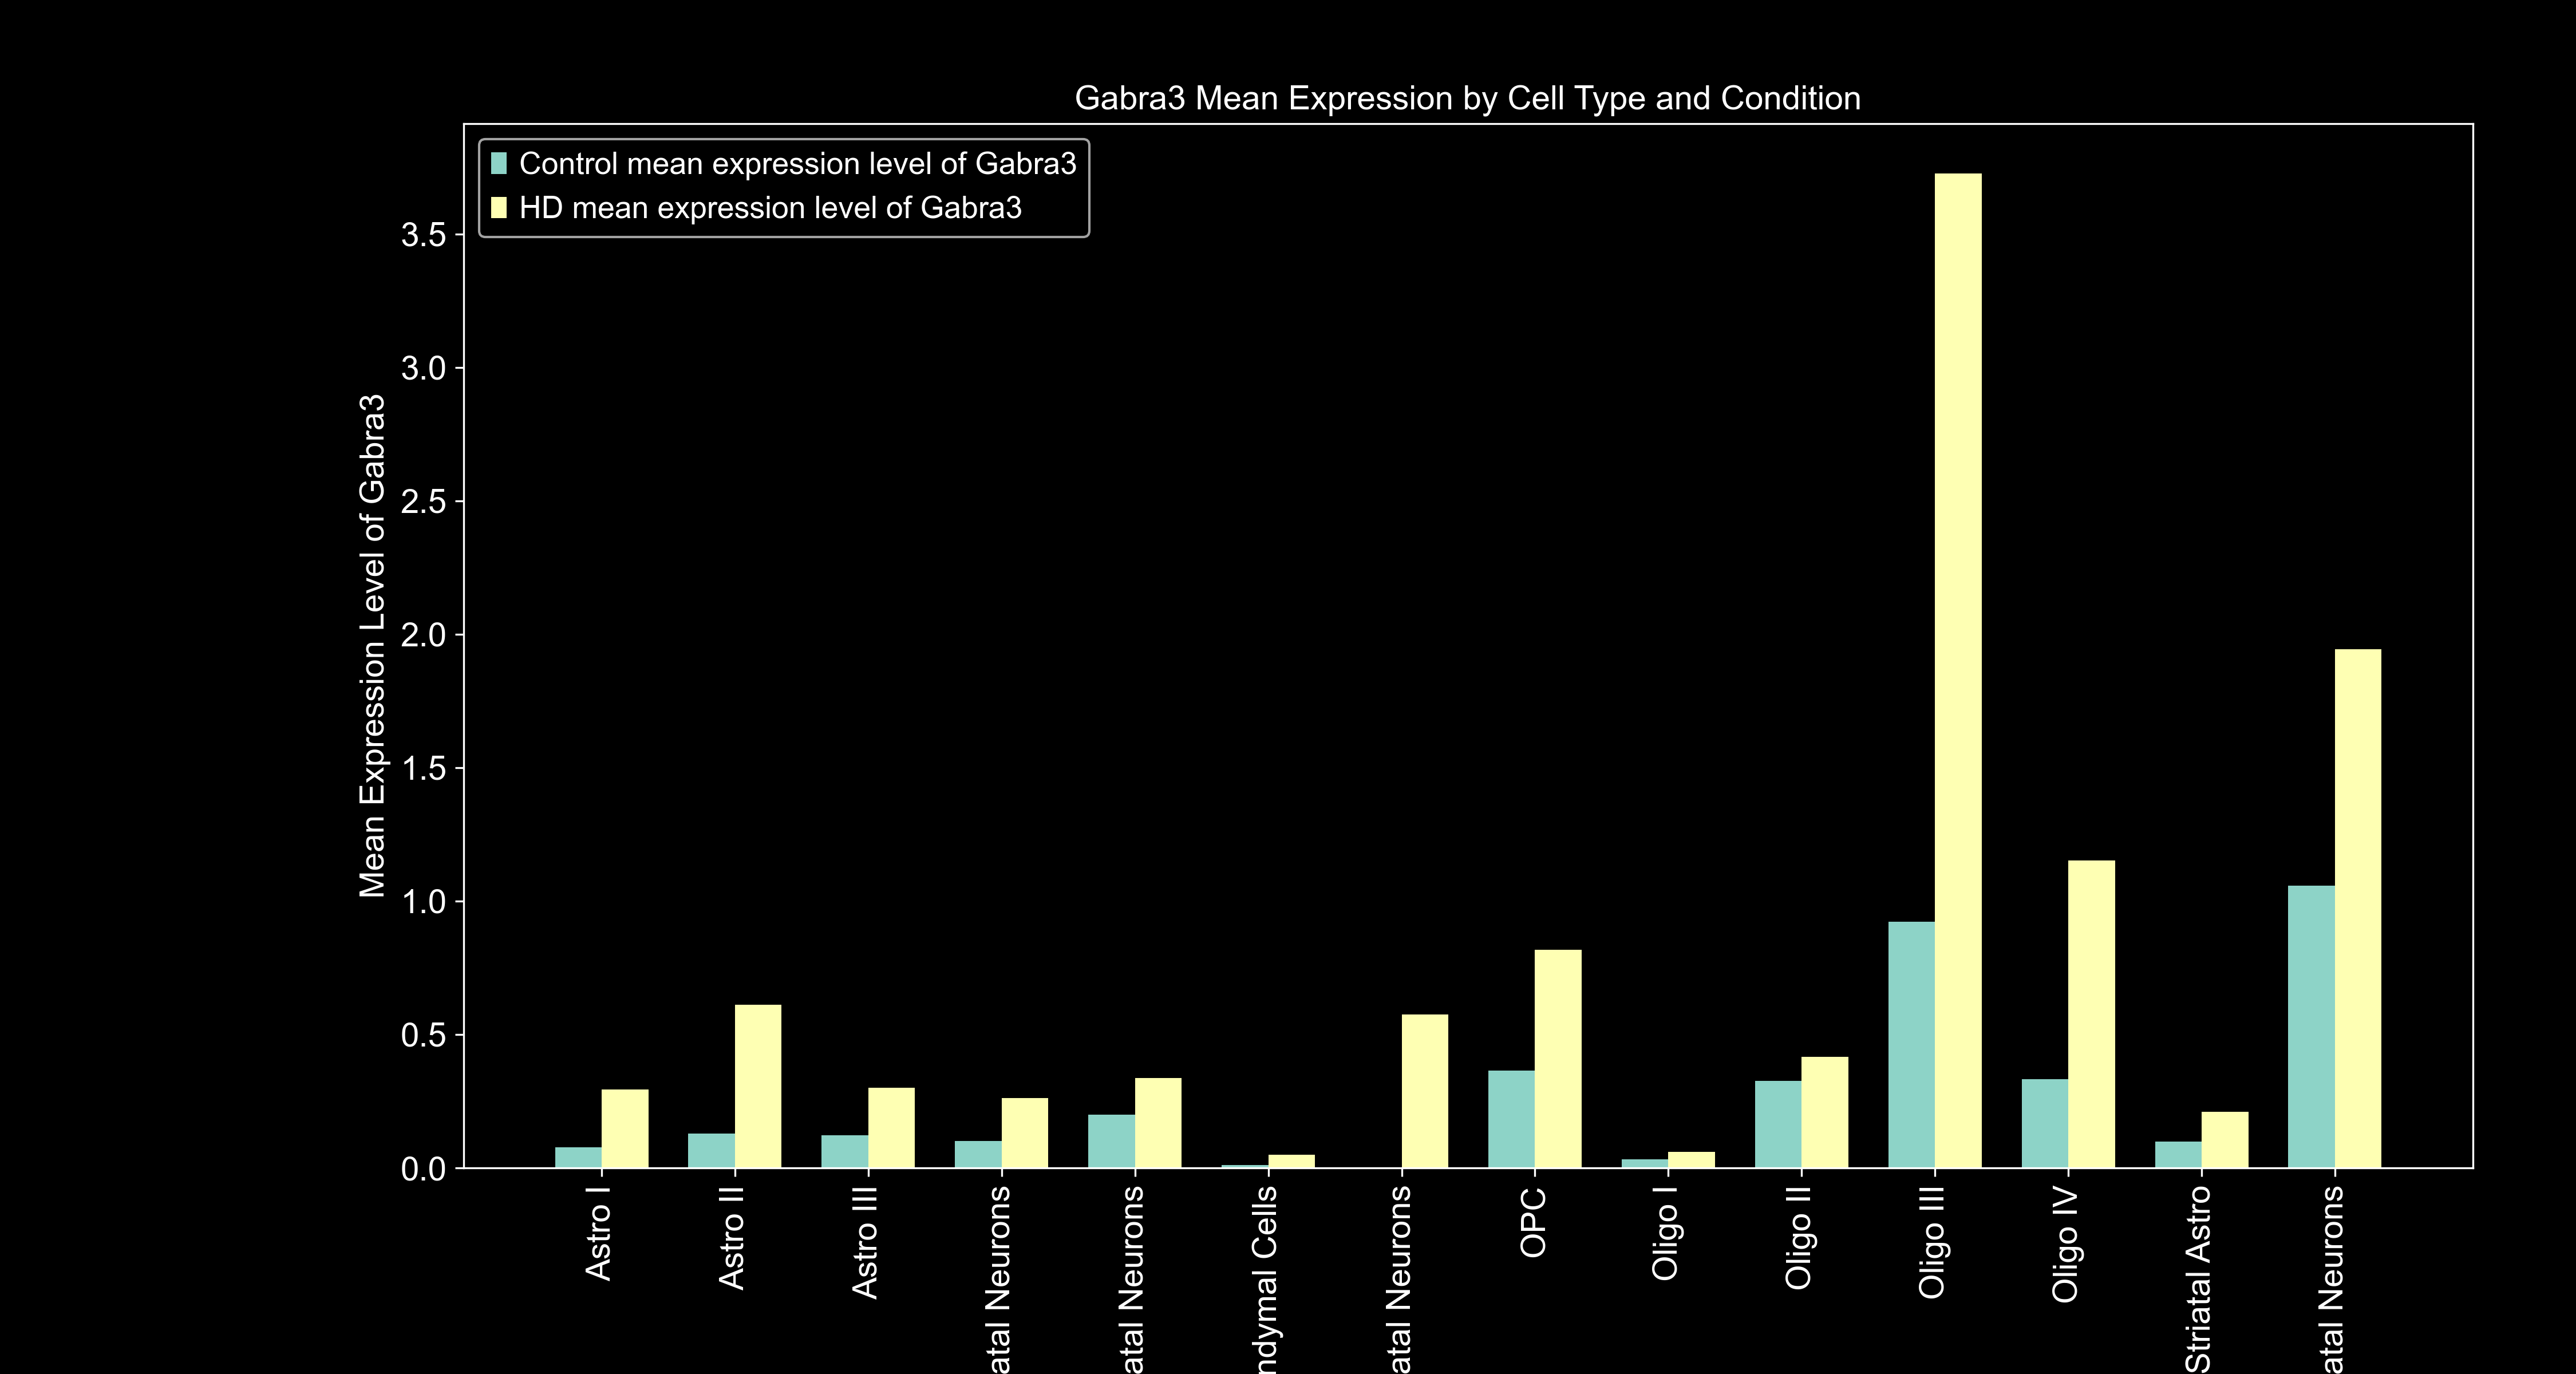 Gabra3 Mean Expression by Cell Type and Condition
Control mean expression level of Gabra3
HD mean expression level of Gabra3
Mean Expression Level of Gabra3
3.5
3.0
2.5
2.0
1.5
1.0
0.5
0.0
Astro I
Astro II
Astro III
atal Neurons
atal Neurons
ndymal Cells
atal Neurons
OPC
Oligo I
Oligo II
Oligo III
Oligo IV
Striatal Astro
atal Neurons